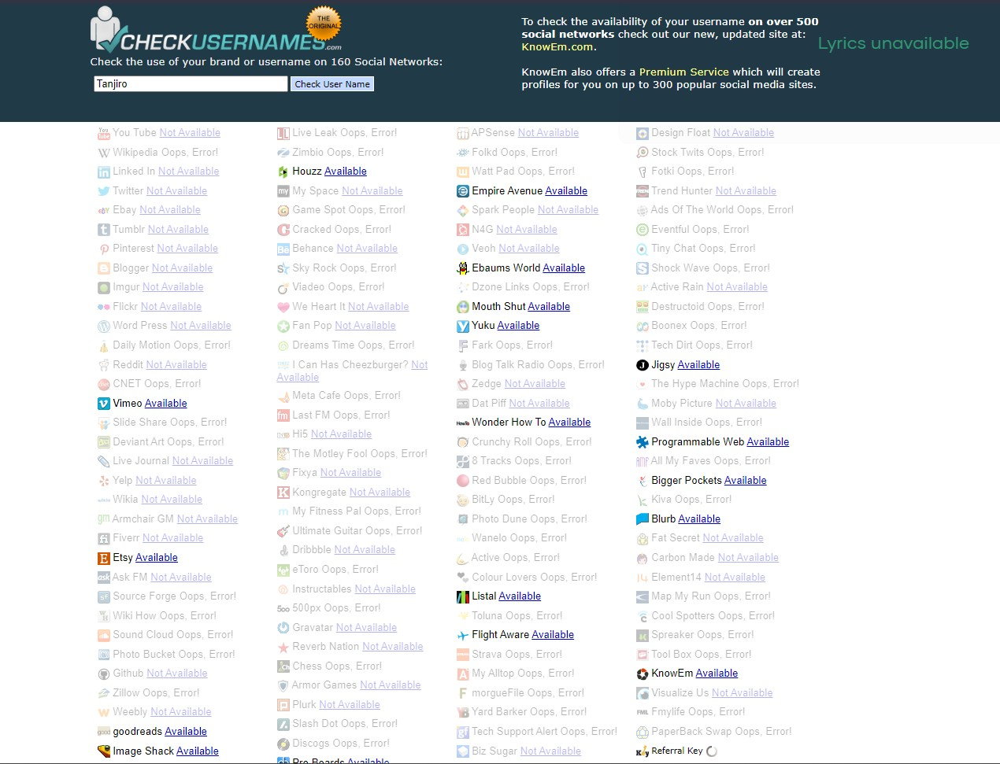 THE
ORIGINAL
CHECKUSERNAMES.com
Check the use of your brand or username on 160 Social Networks:
Tanjiro
Check User Name
To check the availability of your username on over 500
social networks check out our new, updated site at:
KnowEm.com.
KnowEm also offers a Premium Service which will create
profiles for you on up to 300 popular social media sites.
Lyrics unavailable
You Tube Not Available
Wikipedia Oops, Error!
Linked In Not Available
Twitter Not Available
Ebay Not Available
Tumblr Not Available
Pinterest Not Available
Blogger Not Available
Imgur Not Available
Flickr Not Available
Word Press Not Available
Daily Motion Oops, Error!
Reddit Not Available
CNET Oops, Error!
Vimeo Available
Slide Share Oops, Error!
Deviant Art Oops, Error!
Live Journal Not Available
Yelp Not Available
Wikia Not Available
Armchair GM Not Available
Fiverr Not Available
Etsy Available
Ask FM Not Available
Source Forge Oops, Error!
Wiki How Oops, Error!
Sound Cloud Oops, Error!
Photo Bucket Oops, Error!
Github Not Available
Zillow Oops, Error!
Weebly Not Available
goodreads Available
Image Shack Available
Live Leak Oops, Error!
Zimbio Oops, Error!
Houzz Available
My Space Not Available
Game Spot Oops, Error!
Cracked Oops, Error!
Behance Not Available
Sky Rock Oops, Error!
Viadeo Oops, Error!
We Heart It Not Available
Fan Pop Not Available
Dreams Time Oops, Error!
I Can Has Cheezburger? Not
Available
Meta Cafe Oops, Error!
Last FM Oops, Error!
Hi5 Not Available
The Motley Fool Oops, Error!
Fixya Not Available
Kongregate Not Available
My Fitness Pal Oops, Error!
Ultimate Guitar Oops, Error!
Dribbble Not Available
eToro Oops, Error!
Instructables Not Available
500px Oops, Error!
Gravatar Not Available
Reverb Nation Not Available
Chess Oops, Error!
Armor Games Not Available
Plurk Not Available
Slash Dot Oops, Error!
Discogs Oops, Error!
Pro Boards Available
APSense Not Available
Folkd Oops, Error!
Watt Pad Oops, Error!
Empire Avenue Available
Spark People Not Available
N4G Not Available
Veoh Not Available
Ebaums World Available
Dzone Links Oops, Error!
Mouth Shut Available
Yuku Available
Fark Oops, Error!
Blog Talk Radio Oops, Error!
Zedge Not Available
Dat Piff Not Available
Wonder How To Available
Crunchy Roll Oops, Error!
8 Tracks Oops, Error!
Red Bubble Oops, Error!
BitLy Oops, Error!
Photo Dune Oops, Error!
Wanelo Oops, Error!
Active Oops, Error!
Colour Lovers Oops, Error!
Listal Available
Toluna Oops, Error!
Flight Aware Available
Strava Oops, Error!
My Alltop Oops, Error!
morgueFile Oops, Error!
Yard Barker Oops, Error!
Tech Support Alert Oops, Error!
Biz Sugar Not Available
Design Float Not Available
Stock Twits Oops, Error!
Fotki Oops, Error!
Trend Hunter Not Available
Ads Of The World Oops, Error!
Eventful Oops, Error!
Tiny Chat Oops, Error!
Shock Wave Oops, Error!
Active Rain Not Available
Destructoid Oops, Error!
Boonex Oops, Error!
Tech Dirt Oops, Error!
Jigsy Available
The Hype Machine Oops, Error!
Moby Picture Not Available
Wall Inside Oops, Error!
Programmable Web Available
All My Faves Oops, Error!
Bigger Pockets Available
Kiva Oops, Error!
Blurb Available
Fat Secret Not Available
Carbon Made Not Available
Element14 Not Available
Map My Run Oops, Error!
Cool Spotters Oops, Error!
Spreaker Oops, Error!
Tool Box Oops, Error!
KnowEm Available
Visualize Us Not Available
Fmylife Oops, Error!
PaperBack Swap Oops, Error!
Referral Key